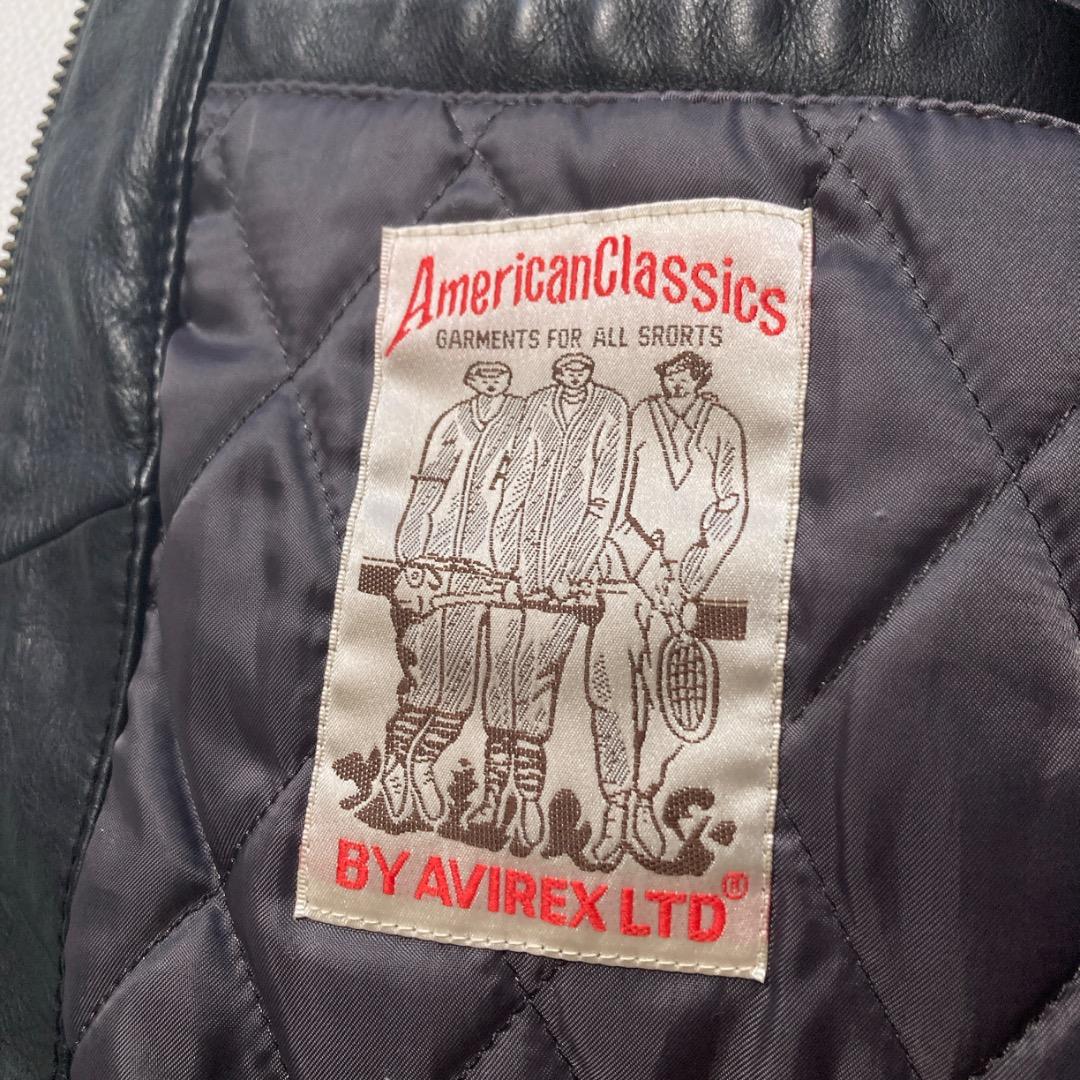 AmericanClassics
GARMENTS FOR ALL SRORTS
BY AVIREX LTD®